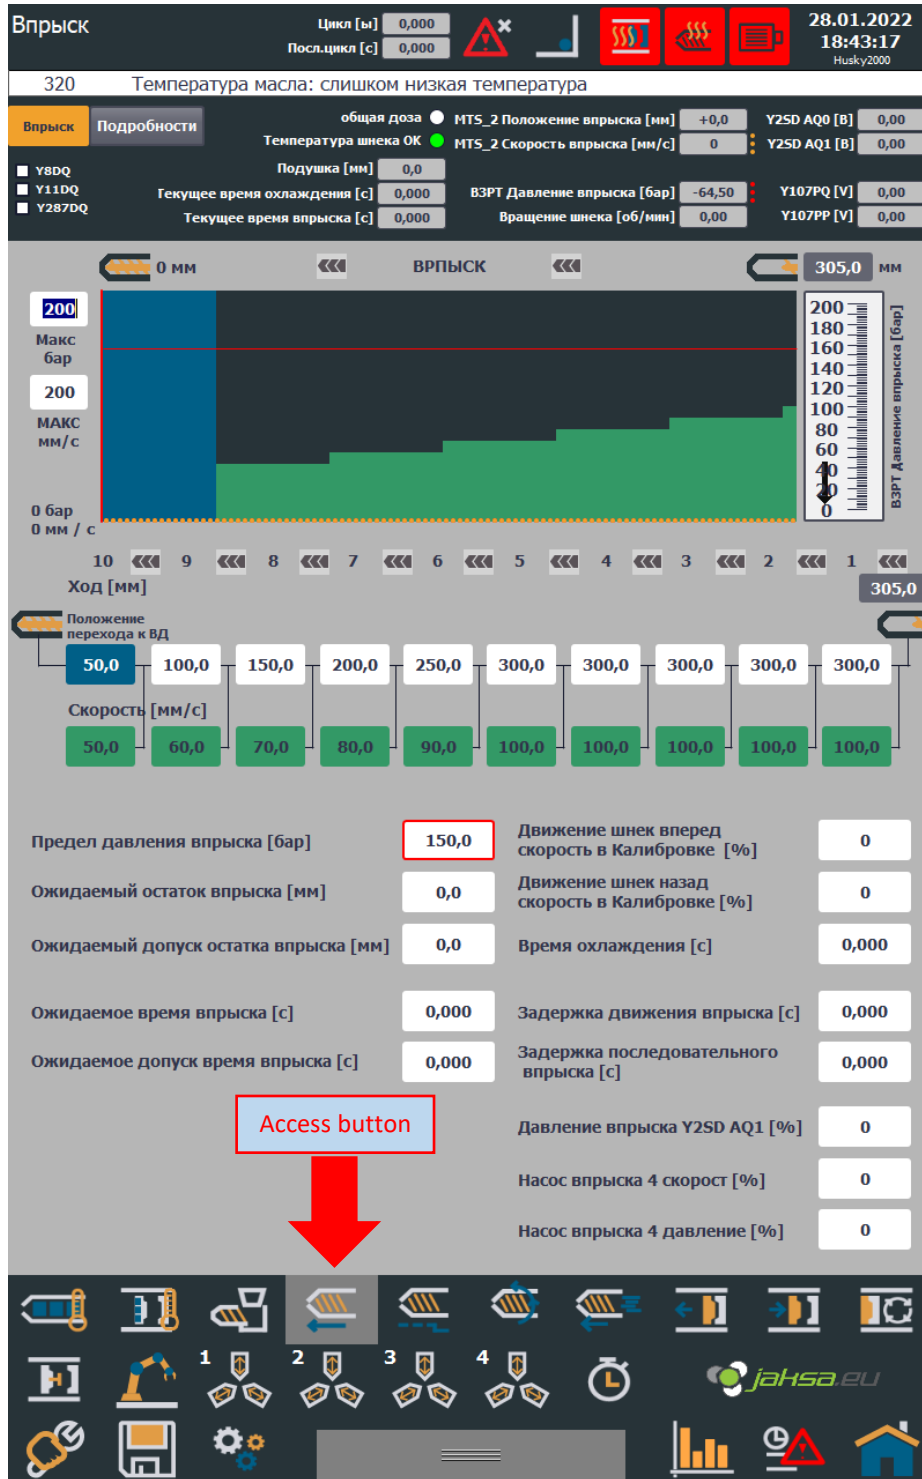 Впрыск
Цикл [ы] 0,000
Посл.цикл [с] 0,000
28.01.2022
18:43:17
Husky2000
320 Температура масла: слишком низкая температура
Впрыск Подробности
общая доза
Температура шнека ОК
MTS_2 Положение впрыска [мм] +0,0
MTS_2 Скорость впрыска [мм/с] 0
Y2SD AQ0 [В] 0,00
Y2SD AQ1 [В] 0,00
Y8DQ
Y11DQ
Y287DQ
Подушка [мм] 0,0
Текущее время охлаждения [с] 0,000
Текущее время впрыска [с] 0,000
ВЗРТ Давление впрыска [бар] -64,50
Вращение шнека [об/мин] 0,00
Y107PQ [V] 0,00
Y107PP [V] 0,00
0 мм
ВРПЫСК
305,0 мм
200
Макс
бар
200
МАКС
мм/с
0 бар
0 мм / с
200
180
160
140
120
100
80
60
40
20
0
ВЗРТ Давление впрыска [бар]
10 9 8 7 6 5 4 3 2 1
Ход [мм]
305,0
Положение
перехода к ВД
50,0 100,0 150,0 200,0 250,0 300,0 300,0 300,0 300,0 300,0
Скорость [мм/с]
50,0 60,0 70,0 80,0 90,0 100,0 100,0 100,0 100,0 100,0
Предел давления впрыска [бар] 150,0
Ожидаемый остаток впрыска [мм] 0,0
Ожидаемый допуск остатка впрыска [мм] 0,0
Ожидаемое время впрыска [с] 0,000
Ожидаемое допуск время впрыска [с] 0,000
Движение шнек вперед
скорость в Калибровке [%] 0
Движение шнек назад
скорость в Калибровке [%] 0
Время охлаждения [с] 0,000
Задержка движения впрыска [с] 0,000
Задержка последовательного
впрыска [с] 0,000
Давление впрыска Y2SD AQ1 [%] 0
Насос впрыска 4 скорост [%] 0
Насос впрыска 4 давление [%] 0
Access button
1 2 3 4
jaksa.eu